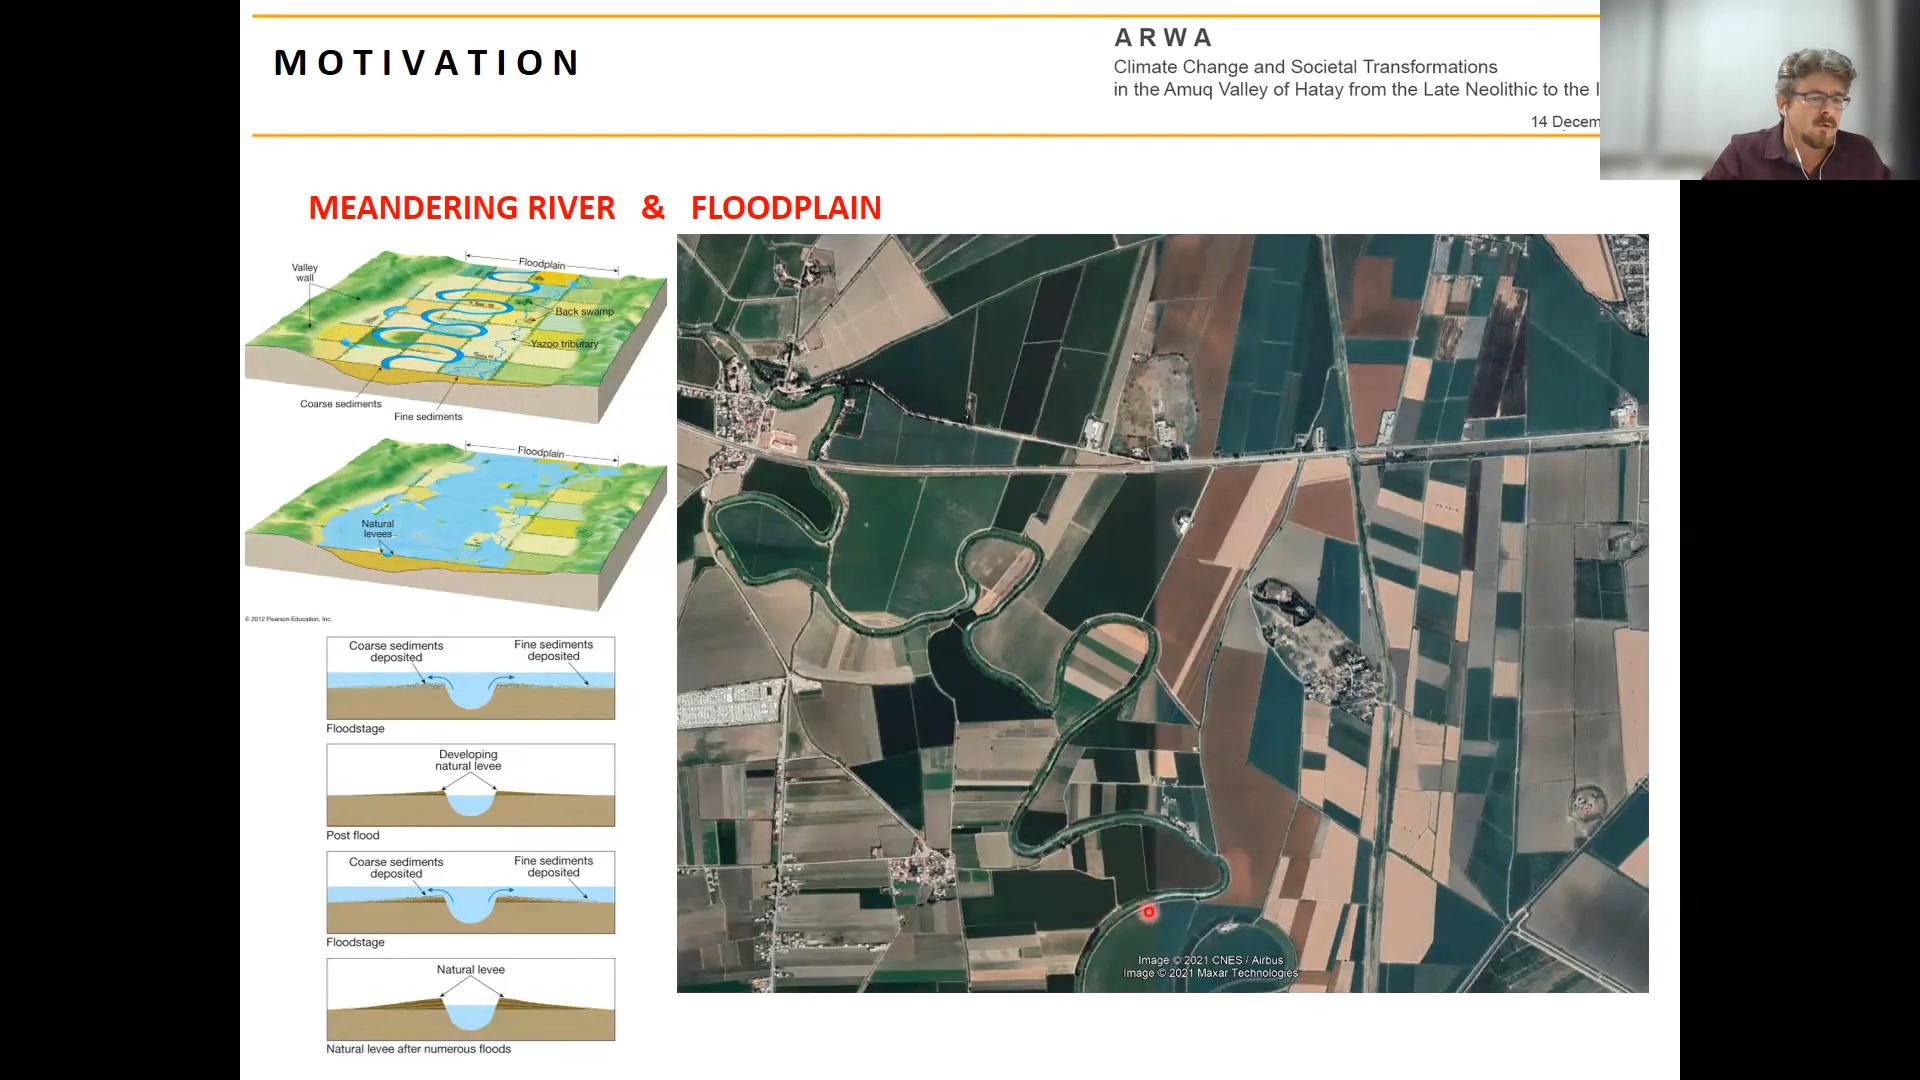 MOTIVATION
ARWA
Climate Change and Societal Transformations
in the Amuq Valley of Hatay from the Late Neolithic to the
14 Decem
MEANDERING RIVER & FLOODPLAIN
Floodplain
Valley
wall
Back swamp
Yazoo tributary
Coarse sediments
Fine sediments
Floodplain
Natural
levees
© 2012 Pearson Education, Inc.
Coarse sediments
deposited
Fine sediments
deposited
Floodstage
Developing
natural levee
Post flood
Coarse sediments
deposited
Fine sediments
deposited
Floodstage
Natural levee
Natural levee after numerous floods
Image © 2021 CNES / Airbus
Image © 2021 Maxar Technologies